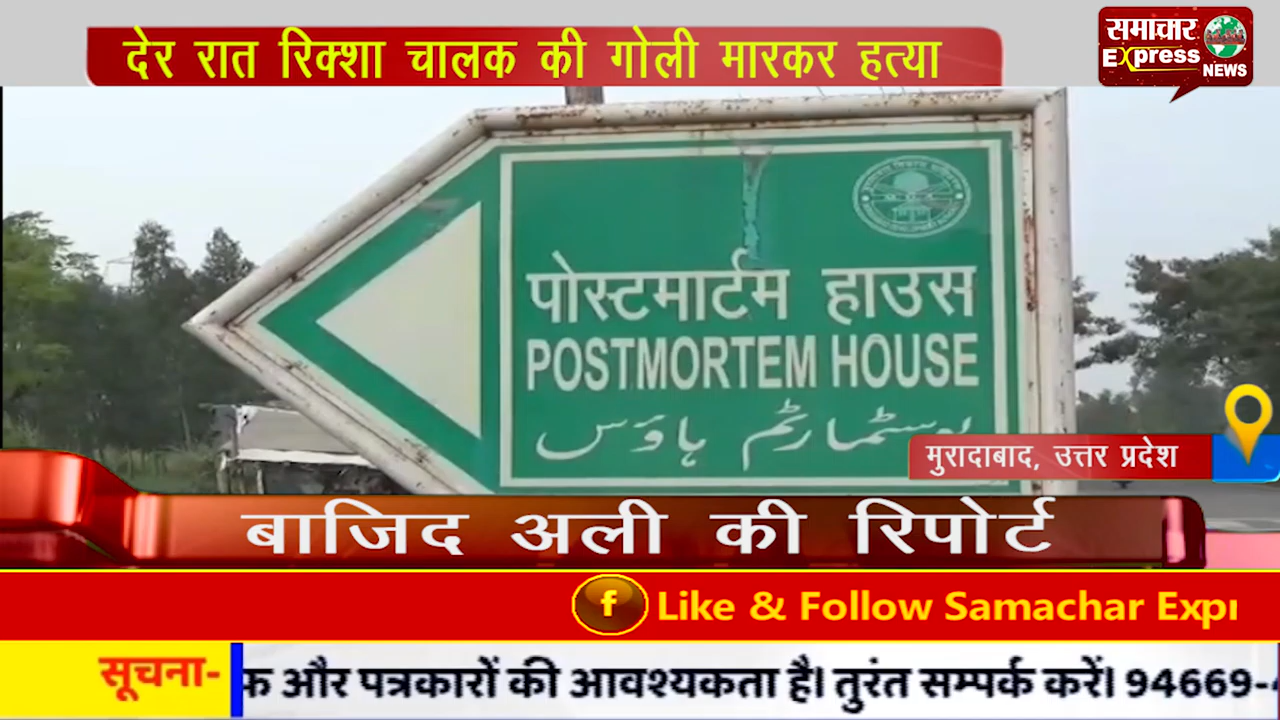 देर रात रिक्शा चालक की गोली मारकर हत्या
समाचार
Express
NEWS
M D A
पोस्टमार्टम हाउस
POSTMORTEM HOUSE
پوسٹمارٹم ہاؤس
मुरादाबाद, उत्तर प्रदेश
बाजिद अली की रिपोर्ट
f Like & Follow Samachar Expr
सूचना-
और पत्रकारों की आवश्यकता है। तुरंत सम्पर्क करें। 94669-